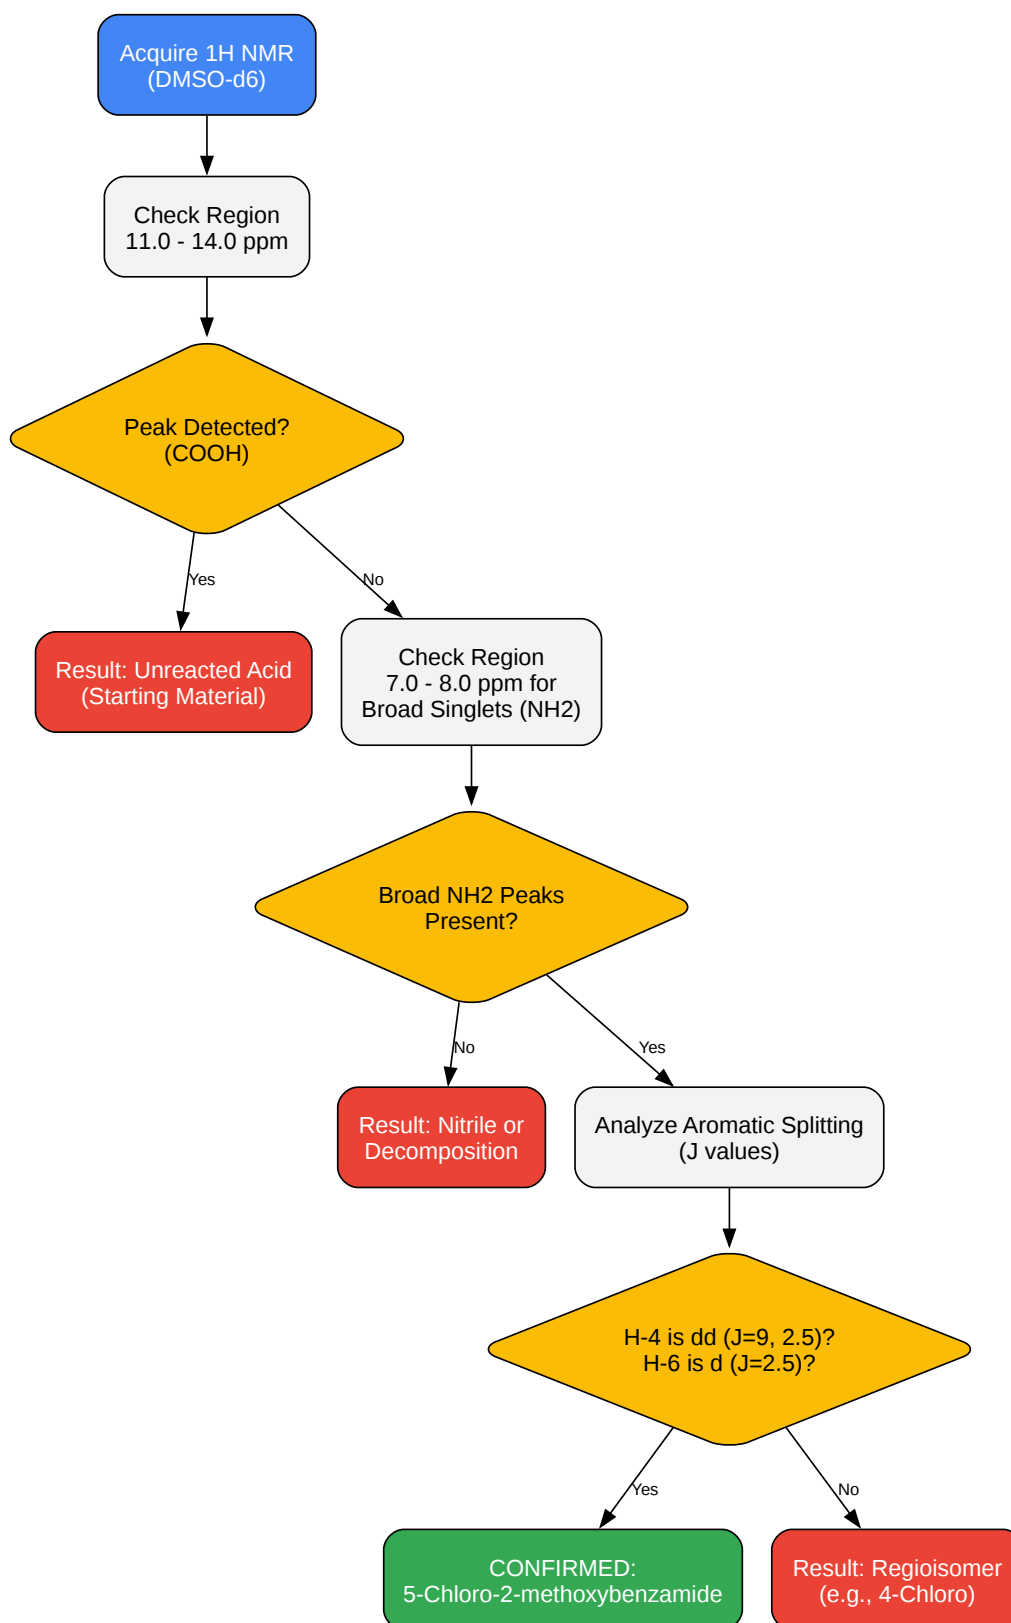 Acquire 1H NMR
(DMSO-d6)
Check Region
11.0 - 14.0 ppm
Peak Detected?
(COOH)
Yes
No
Result: Unreacted Acid
(Starting Material)
Check Region
7.0 - 8.0 ppm for
Broad Singlets (NH2)
Broad NH2 Peaks
Present?
No
Yes
Result: Nitrile or
Decomposition
Analyze Aromatic Splitting
(J values)
H-4 is dd (J=9, 2.5)?
H-6 is d (J=2.5)?
Yes
No
CONFIRMED:
5-Chloro-2-methoxybenzamide
Result: Regioisomer
(e.g., 4-Chloro)